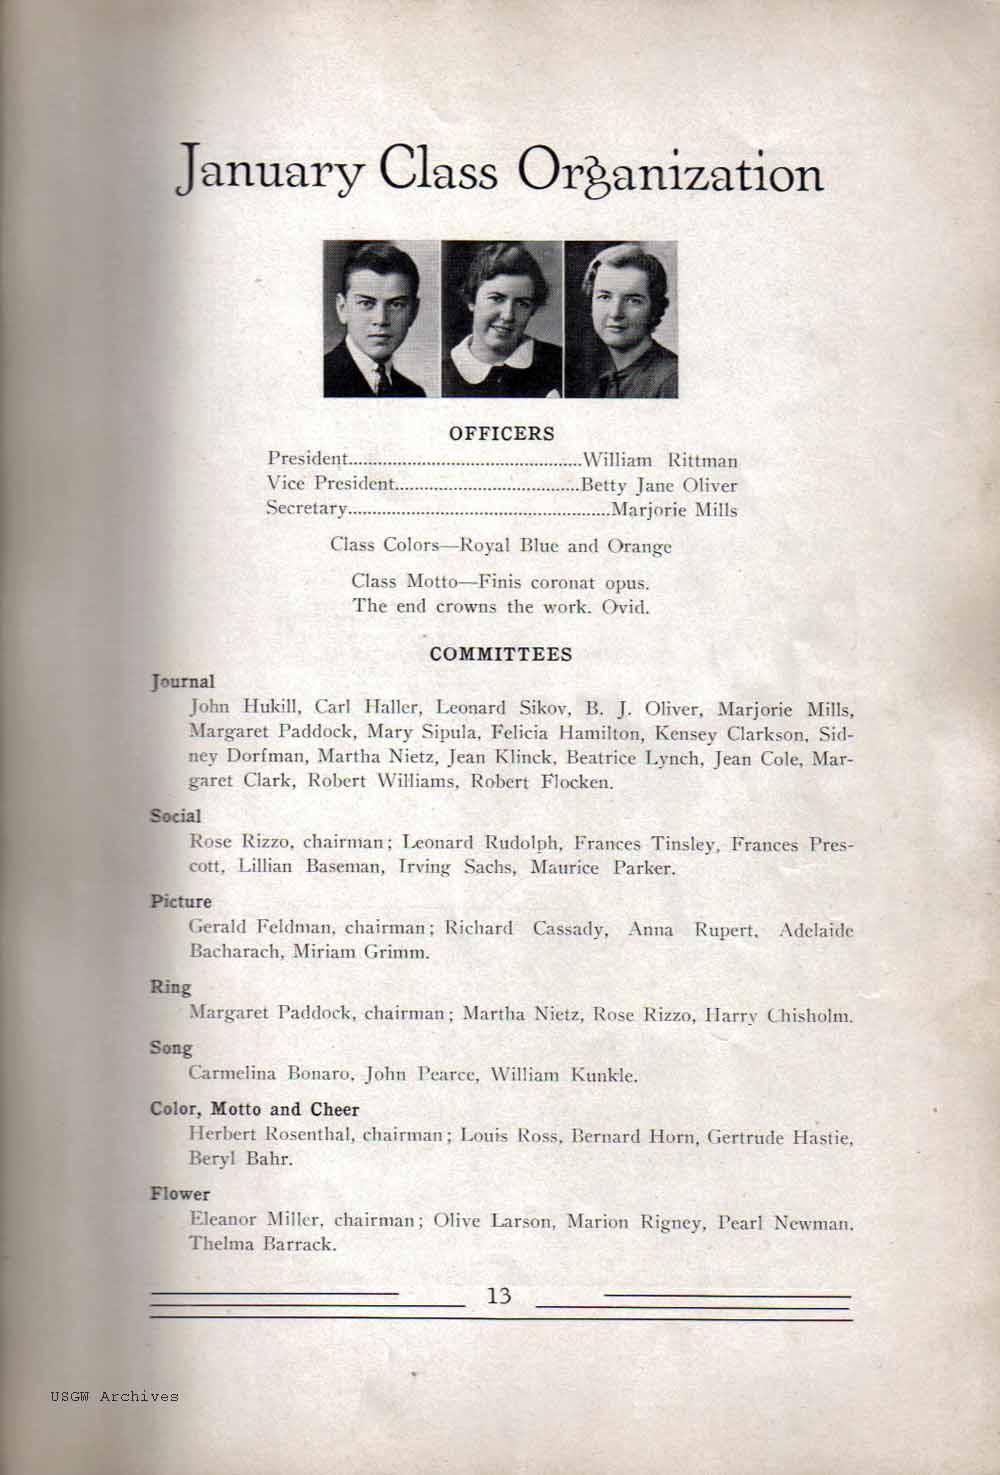 January Class Organization
OFFICERS
President................................................William Rittman
Vice President......................................Betty Jane Oliver
Secretary......................................................Marjorie Mills
Class Colors—Royal Blue and Orange
Class Motto—Finis coronat opus.
The end crowns the work. Ovid.
COMMITTEES
Journal
John Hukill, Carl Haller, Leonard Sikov, B. J. Oliver, Marjorie Mills,
Margaret Paddock, Mary Sipula, Felicia Hamilton, Kensey Clarkson, Sid-
ney Dorfman, Martha Nietz, Jean Klinck, Beatrice Lynch, Jean Cole, Mar-
garet Clark, Robert Williams, Robert Flocken.
Social
Rose Rizzo, chairman; Leonard Rudolph, Frances Tinsley, Frances Pres-
cott, Lillian Baseman, Irving Sachs, Maurice Parker.
Picture
Gerald Feldman, chairman; Richard Cassady, Anna Rupert, Adelaide
Bacharach, Miriam Grimm.
Ring
Margaret Paddock, chairman; Martha Nietz, Rose Rizzo, Harry Chisholm.
Song
Carmelina Bonaro, John Pearce, William Kunkle.
Color, Motto and Cheer
Herbert Rosenthal, chairman; Louis Ross, Bernard Horn, Gertrude Hastie,
Beryl Bahr.
Flower
Eleanor Miller, chairman; Olive Larson, Marion Rigney, Pearl Newman,
Thelma Barrack.
13
USGW Archives